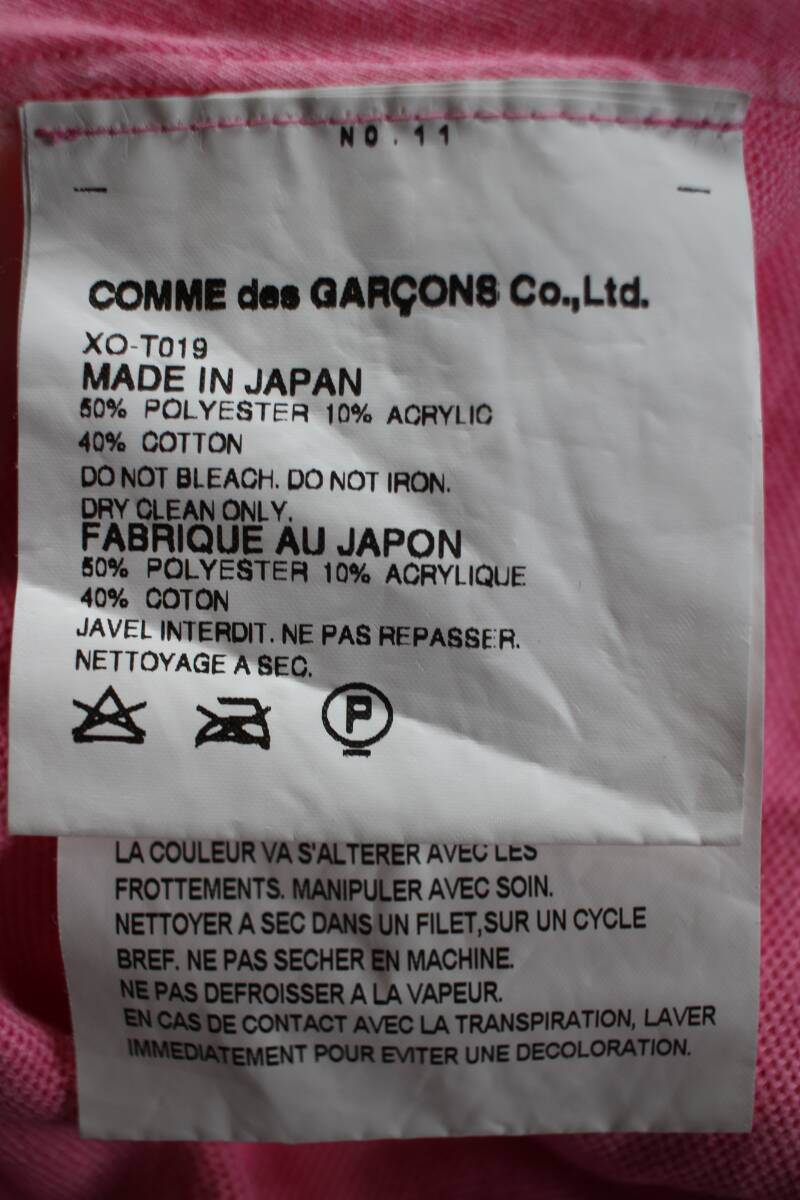 NO.11
COMME des GARÇONS Co.,Ltd.
XO-T019
MADE IN JAPAN
50% POLYESTER 10% ACRYLIC
40% COTTON
DO NOT BLEACH. DO NOT IRON.
DRY CLEAN ONLY.
FABRIQUE AU JAPON
50% POLYESTER 10% ACRYLIQUE
40% COTON
JAVEL INTERDIT. NE PAS REPASSER.
NETTOYAGE A SEC.
P
LA COULEUR VA S'ALTERER AVEC LES
FROTTEMENTS. MANIPULER AVEC SOIN.
NETTOYER A SEC DANS UN FILET,SUR UN CYCLE
BREF. NE PAS SECHER EN MACHINE.
NE PAS DEFROISSER A LA VAPEUR.
EN CAS DE CONTACT AVEC LA TRANSPIRATION, LAVER
IMMEDIATEMENT POUR EVITER UNE DECOLORATION.